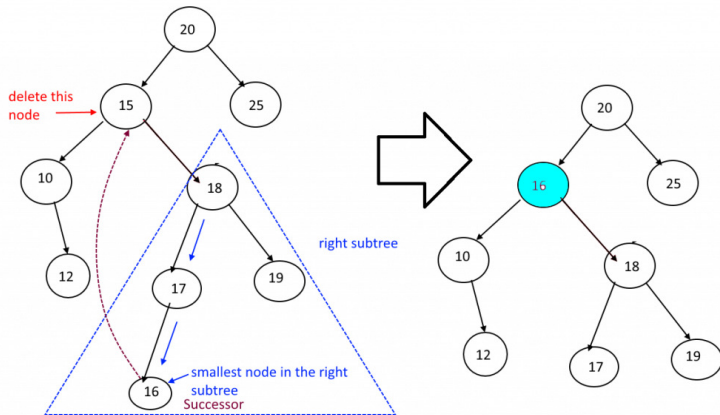 20
delete this
node
15
25
10
18
right subtree
12
17
19
smallest node in the right
subtree
16
Successor
20
16
25
10
18
12
17
19